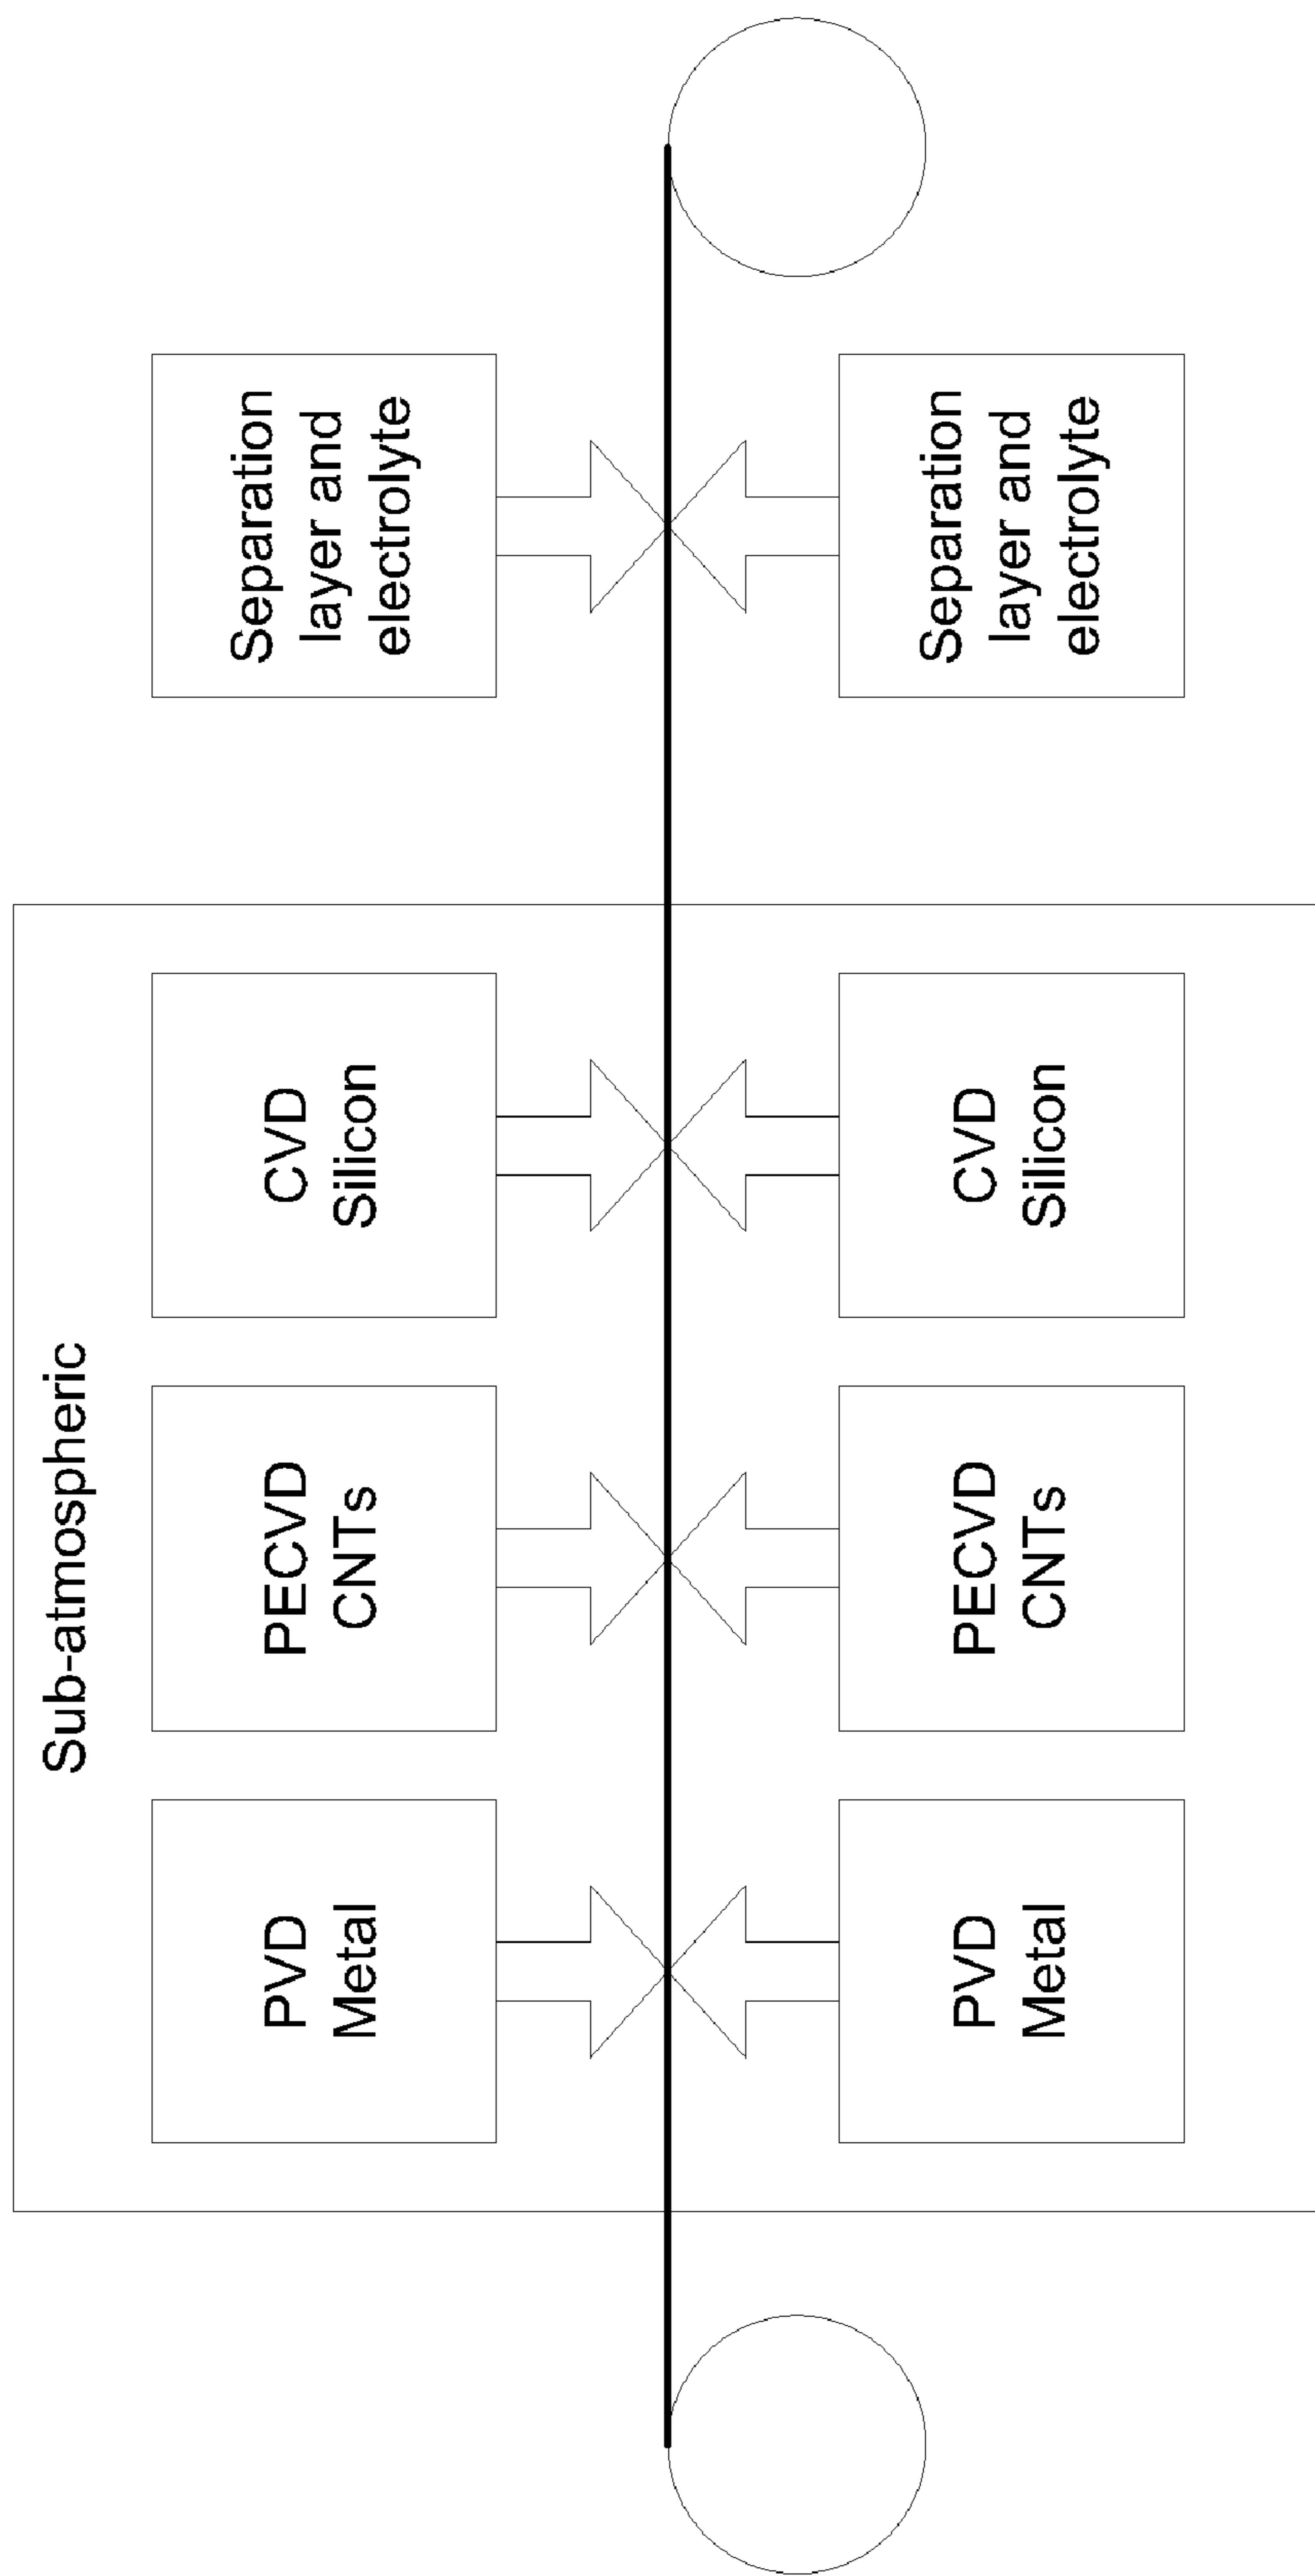 Sub-atmospheric
PVD
Metal
PECVD
CNTs
CVD
Silicon
Separation
layer and
electrolyte
PVD
Metal
PECVD
CNTs
CVD
Silicon
Separation
layer and
electrolyte